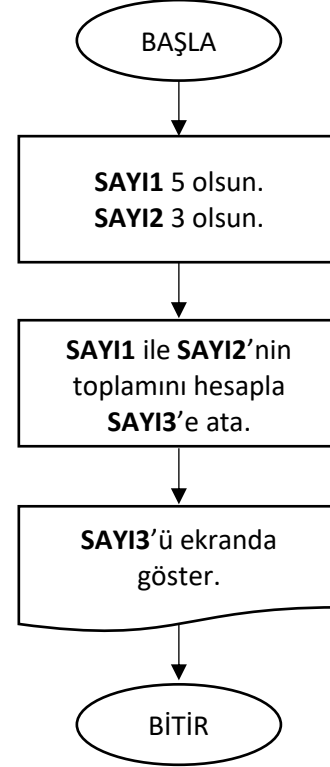 BAŞLA
SAYI1 5 olsun.
SAYI2 3 olsun.
SAYI1 ile SAYI2’nin
toplamını hesapla
SAYI3’e ata.
SAYI3’ü ekranda
göster.
BİTİR